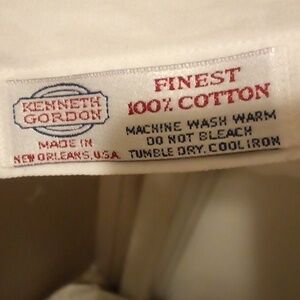 KENNETH
GORDON
MADE IN
NEW ORLEANS, U.S.A.
FINEST
100% COTTON
MACHINE WASH WARM
DO NOT BLEACH
TUMBLE DRY. COOL IRON